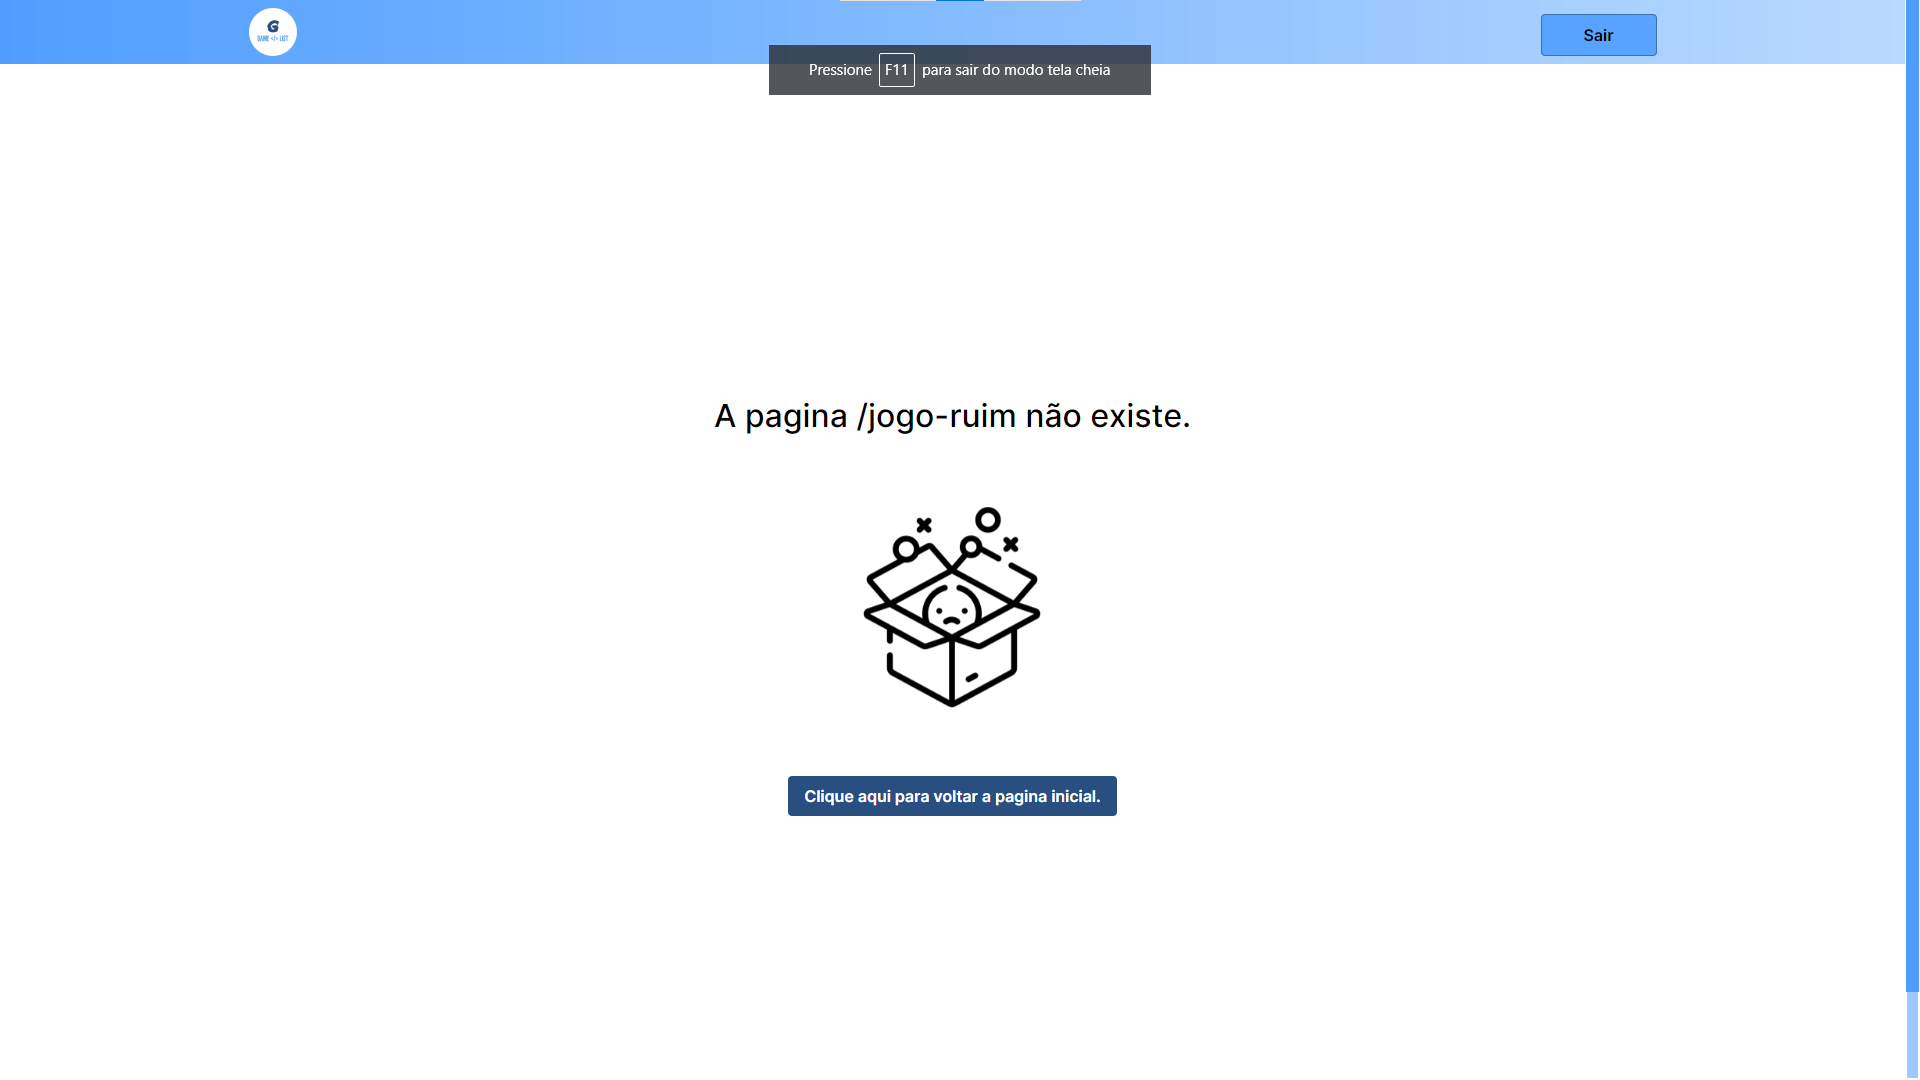 G
GAME </> LIST
Sair
Pressione F11 para sair do modo tela cheia
A pagina /jogo-ruim não existe.
Clique aqui para voltar a pagina inicial.